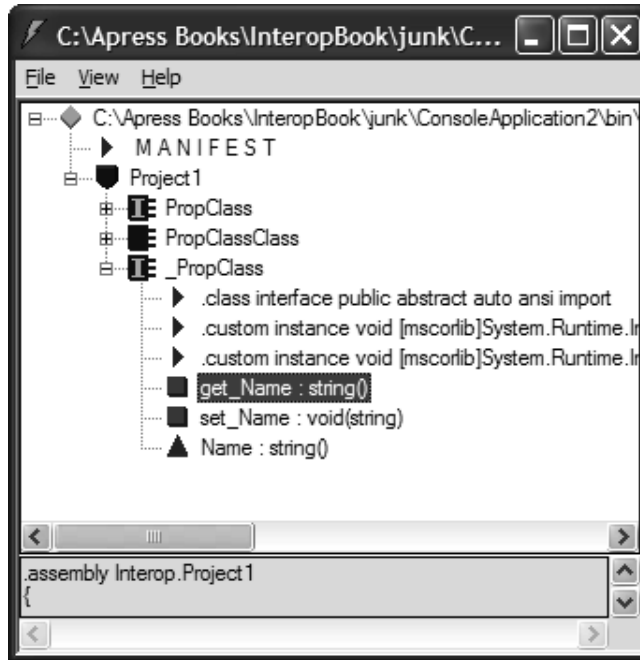 C:\Apress Books\InteropBook\junk\C...
File View Help
C:\Apress Books\InteropBook\junk\ConsoleApplication2\bin\
M A N I F E S T
Project1
PropClass
PropClassClass
_PropClass
.class interface public abstract auto ansi import
.custom instance void [mscorlib]System.Runtime.In
.custom instance void [mscorlib]System.Runtime.In
get_Name : string()
set_Name : void(string)
Name : string()
.assembly Interop.Project1
{